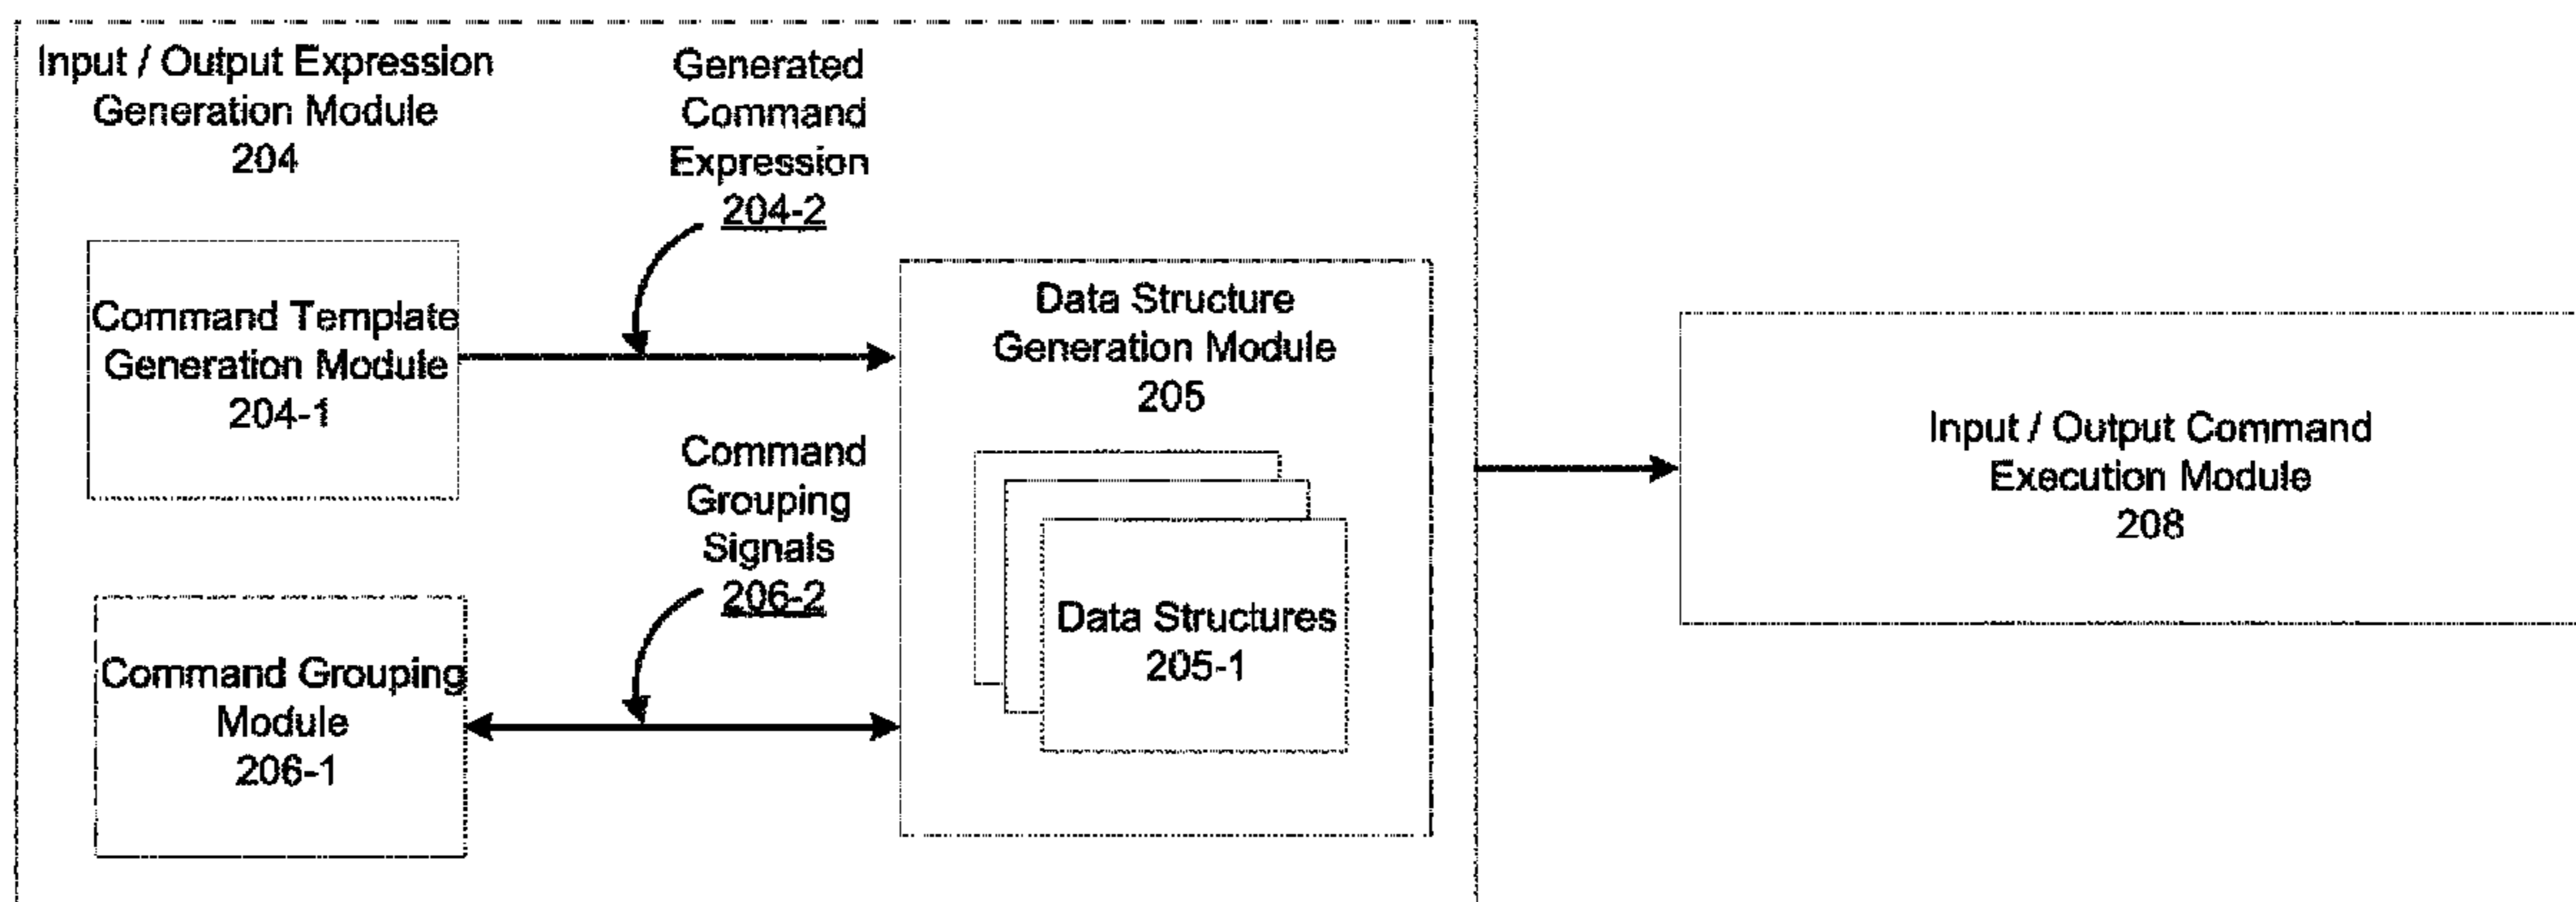 Input / Output Expression
Generation Module
204
Generated
Command
Expression
204-2
Command Template
Generation Module
204-1
Data Structure
Generation Module
205
Command
Grouping
Signals
206-2
Command Grouping
Module
206-1
Data Structures
205-1
Input / Output Command
Execution Module
208